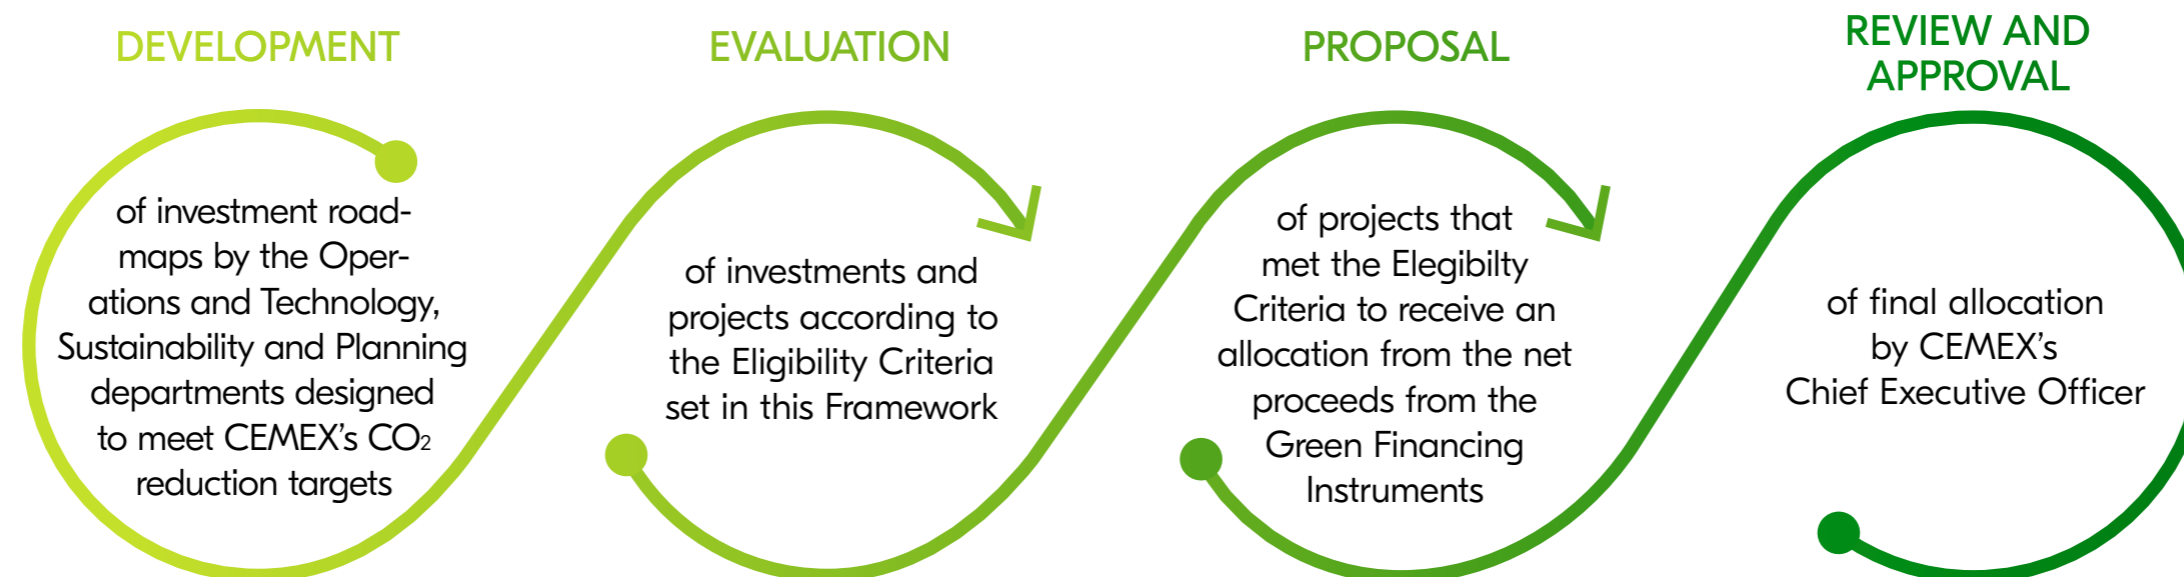 DEVELOPMENT
of investment road-
maps by the Oper-
ations and Technology,
Sustainability and Planning
departments designed
to meet CEMEX’s CO2
reduction targets
EVALUATION
of investments and
projects according to
the Eligibility Criteria
set in this Framework
PROPOSAL
of projects that
met the Elegibilty
Criteria to receive an
allocation from the net
proceeds from the
Green Financing
Instruments
REVIEW AND
APPROVAL
of final allocation
by CEMEX’s
Chief Executive Officer